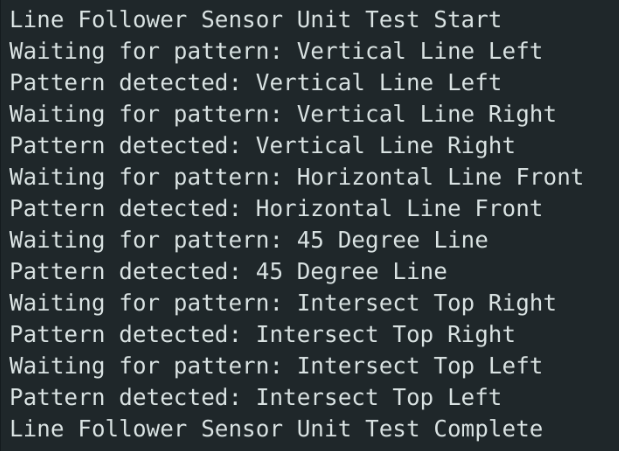 Line Follower Sensor Unit Test Start
Waiting for pattern: Vertical Line Left
Pattern detected: Vertical Line Left
Waiting for pattern: Vertical Line Right
Pattern detected: Vertical Line Right
Waiting for pattern: Horizontal Line Front
Pattern detected: Horizontal Line Front
Waiting for pattern: 45 Degree Line
Pattern detected: 45 Degree Line
Waiting for pattern: Intersect Top Right
Pattern detected: Intersect Top Right
Waiting for pattern: Intersect Top Left
Pattern detected: Intersect Top Left
Line Follower Sensor Unit Test Complete